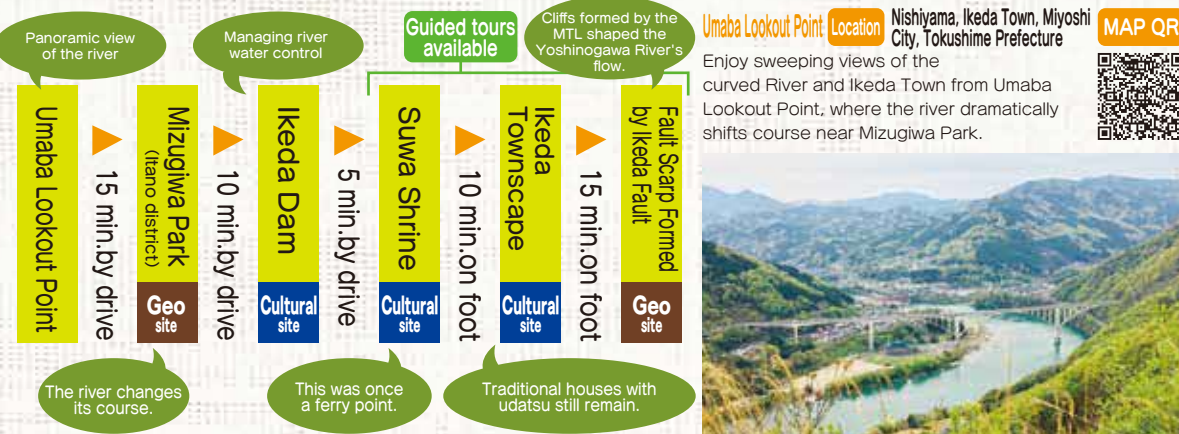 Panoramic view
of the river
Umaba Lookout Point
15 min.by drive
Mizugiwa Park
(Itano district)
Geo
site
The river changes
its course.
10 min.by drive
Managing river
water control
Ikeda Dam
Cultural
site
5 min.by drive
Guided tours
available
Suwa Shrine
Cultural
site
This was once
a ferry point.
10 min.on foot
Ikeda
Townscape
Cultural
site
Traditional houses with
udatsu still remain.
15 min.on foot
Cliffs formed by the
MTL shaped the
Yoshinogawa River's
flow.
Fault Scarp Formed
by Ikeda Fault
Geo
site
Umaba Lookout Point
Location
Nishiyama, Ikeda Town, Miyoshi
City, Tokushime Prefecture
MAP QR
Enjoy sweeping views of the
curved River and Ikeda Town from Umaba
Lookout Point, where the river dramatically
shifts course near Mizugiwa Park.